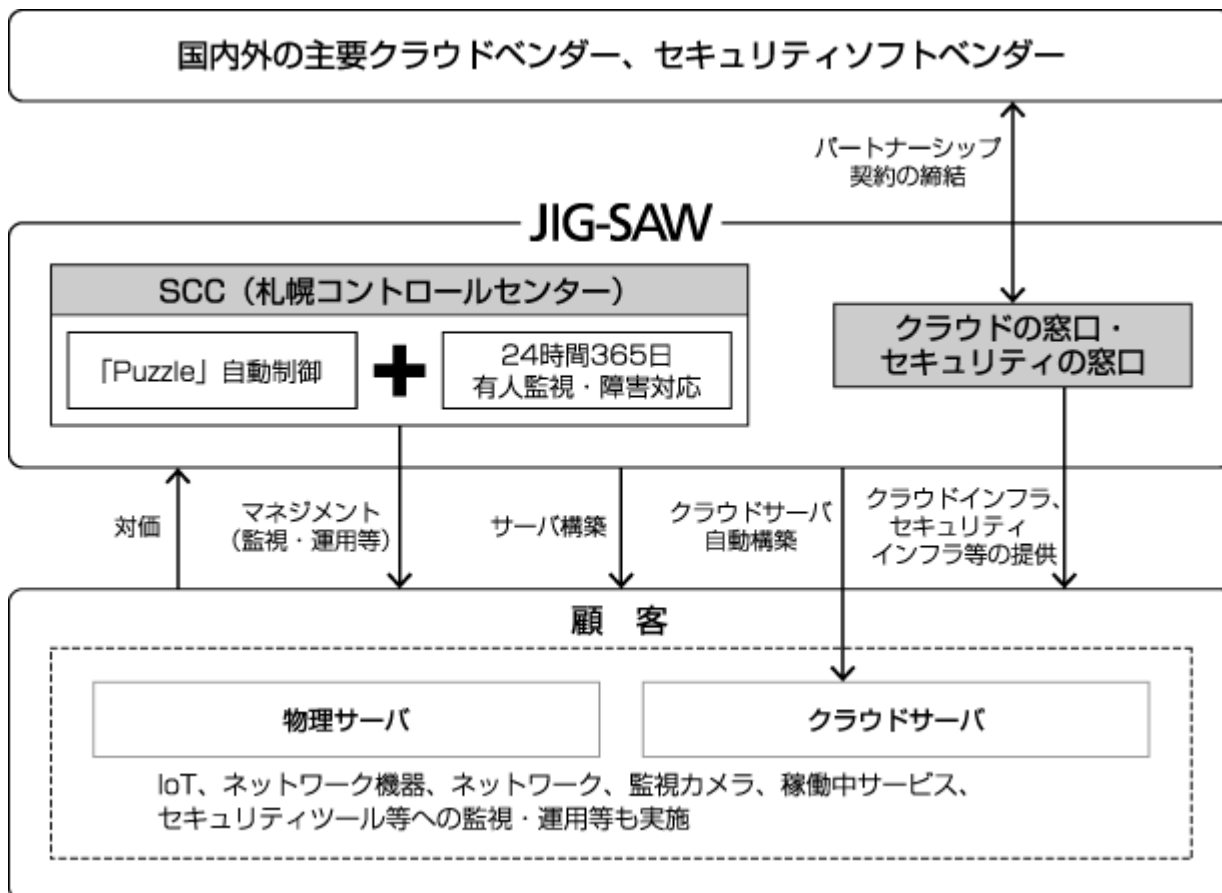 国内外の主要クラウドベンダー、セキュリティソフトベンダー
パートナーシップ
契約の締結
JIG-SAW
SCC（札幌コントロールセンター）
「Puzzle」自動制御
24時間365日
有人監視・障害対応
クラウドの窓口・
セキュリティの窓口
対価
マネジメント
（監視・運用等）
サーバ構築
クラウドサーバ
自動構築
クラウドインフラ、
セキュリティ
インフラ等の提供
顧　客
物理サーバ
クラウドサーバ
IoT、ネットワーク機器、ネットワーク、監視カメラ、稼働中サービス、
セキュリティツール等への監視・運用等も実施